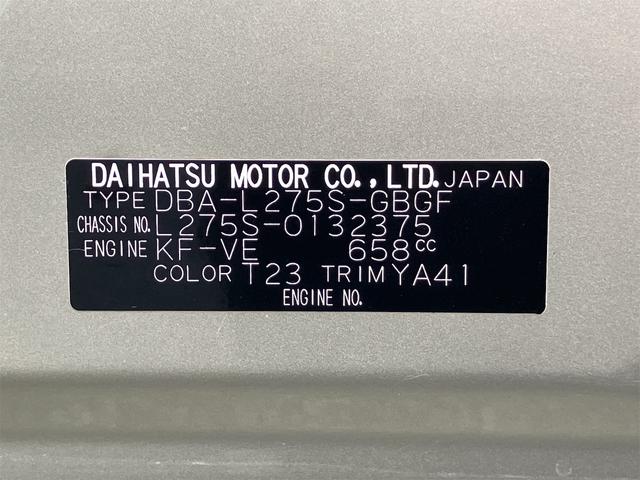 DAIHATSU MOTOR CO.,LTD. JAPAN
TYPE DBA-L275S-GBGF
CHASSIS NO. L275S-0132375
ENGINE KF-VE 658cc
COLOR T23 TRIM YA41
ENGINE NO.